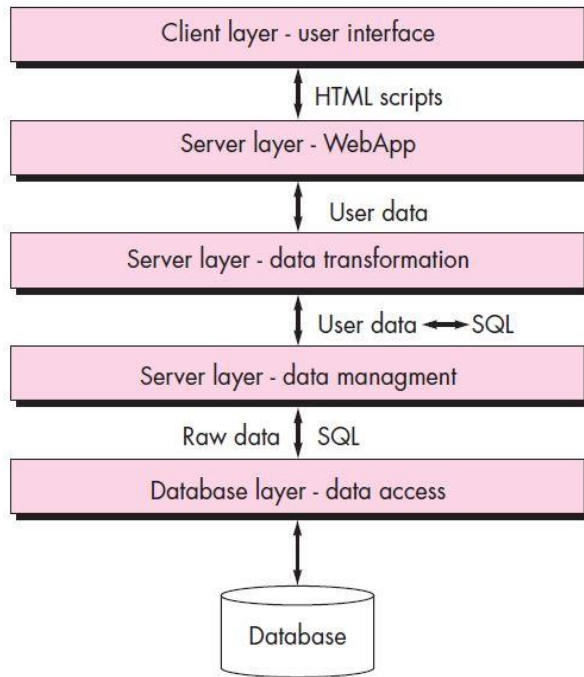 Client layer - user interface
HTML scripts
Server layer - WebApp
User data
Server layer - data transformation
User data SQL
Server layer - data managment
Raw data SQL
Database layer - data access
Database